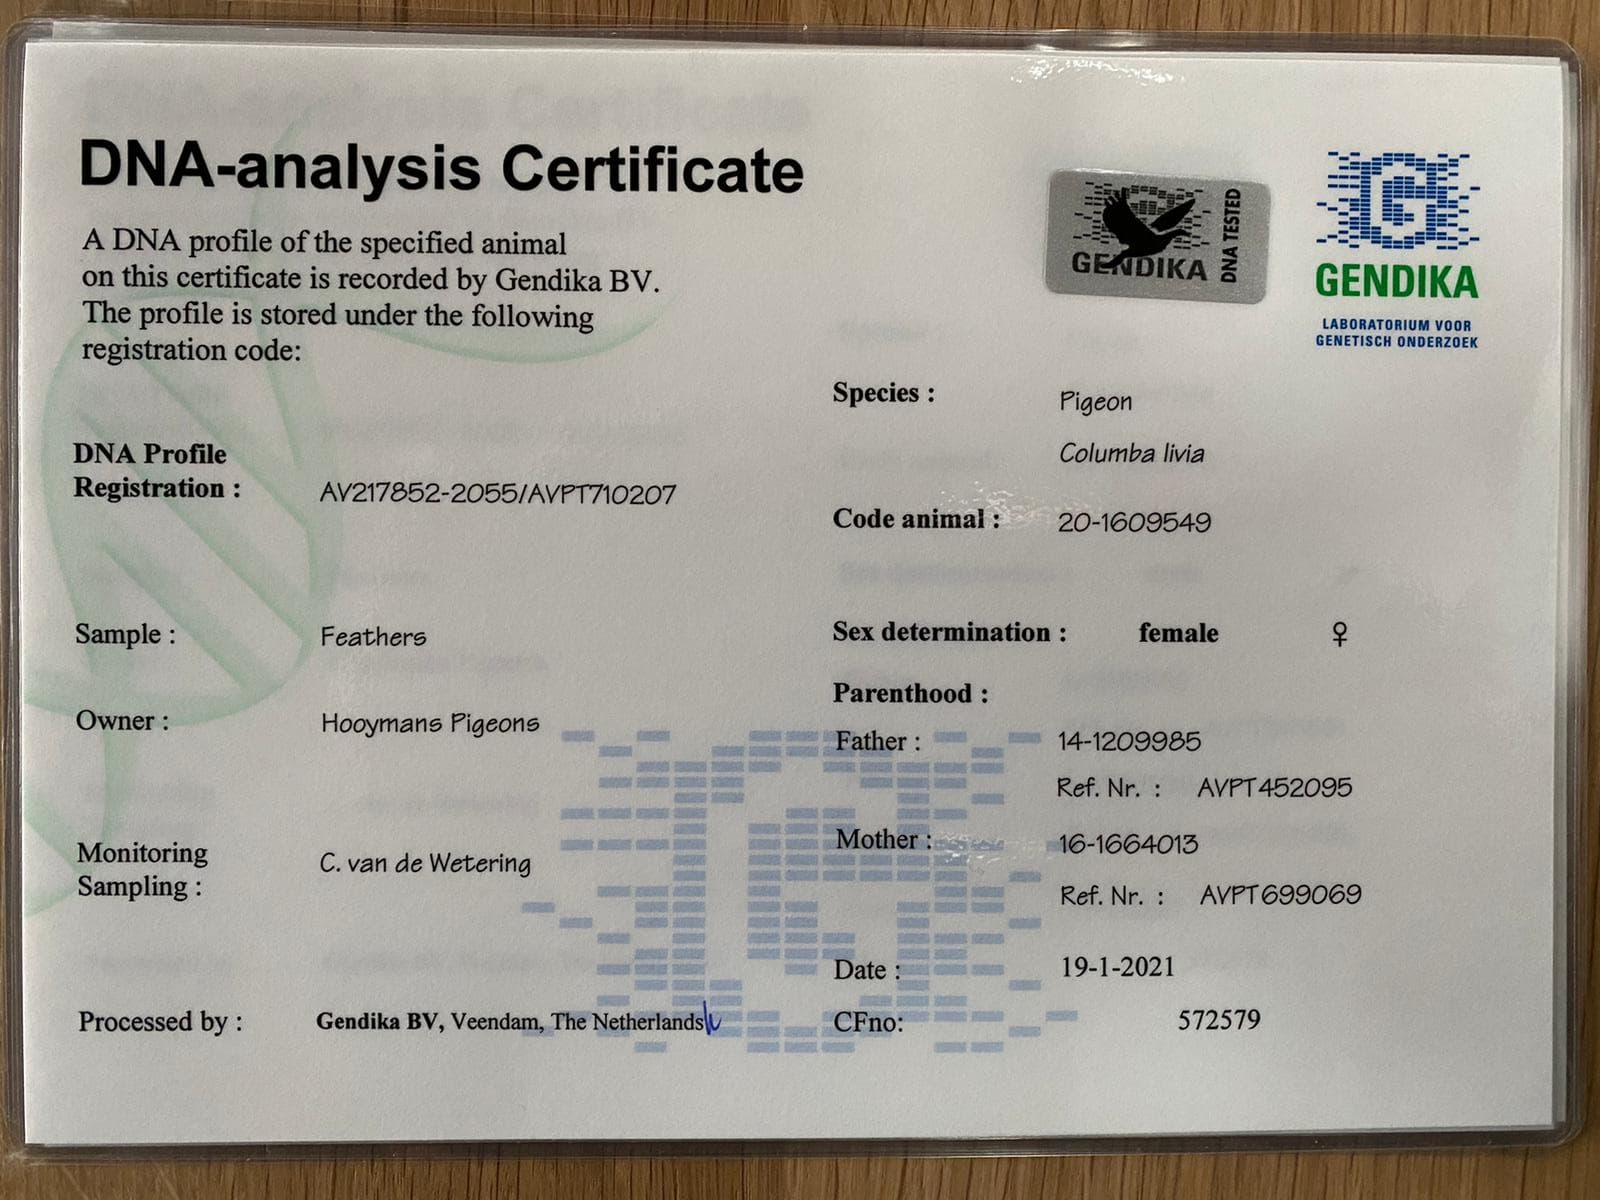 DNA-analysis Certificate
A DNA profile of the specified animal
on this certificate is recorded by Gendika BV.
The profile is stored under the following
registration code:
GENDIKA
DNA TESTED
G
GENDIKA
LABORATORIUM VOOR
GENETISCH ONDERZOEK
DNA Profile
Registration : AV217852-2055/AVPT710207
Sample : Feathers
Owner : Hooymans Pigeons
Monitoring
Sampling : C. van de Wetering
Processed by : Gendika BV, Veendam, The Netherlands
Species : Pigeon
Columba livia
Code animal : 20-1609549
Sex determination : female ♀
Parenthood :
Father : 14-1209985
Ref. Nr. : AVPT452095
Mother : 16-1664013
Ref. Nr. : AVPT699069
Date : 19-1-2021
CFno: 572579